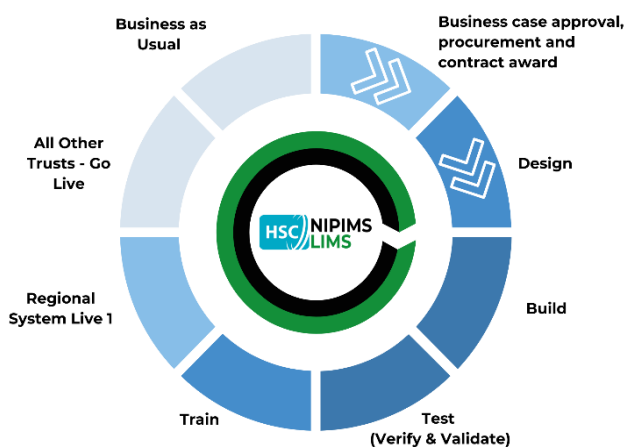 Business as
Usual
Business case approval,
procurement and
contract award
All Other
Trusts - Go
Live
Design
HSC
NIPIMS
LIMS
Regional
System Live 1
Build
Train
Test
(Verify & Validate)